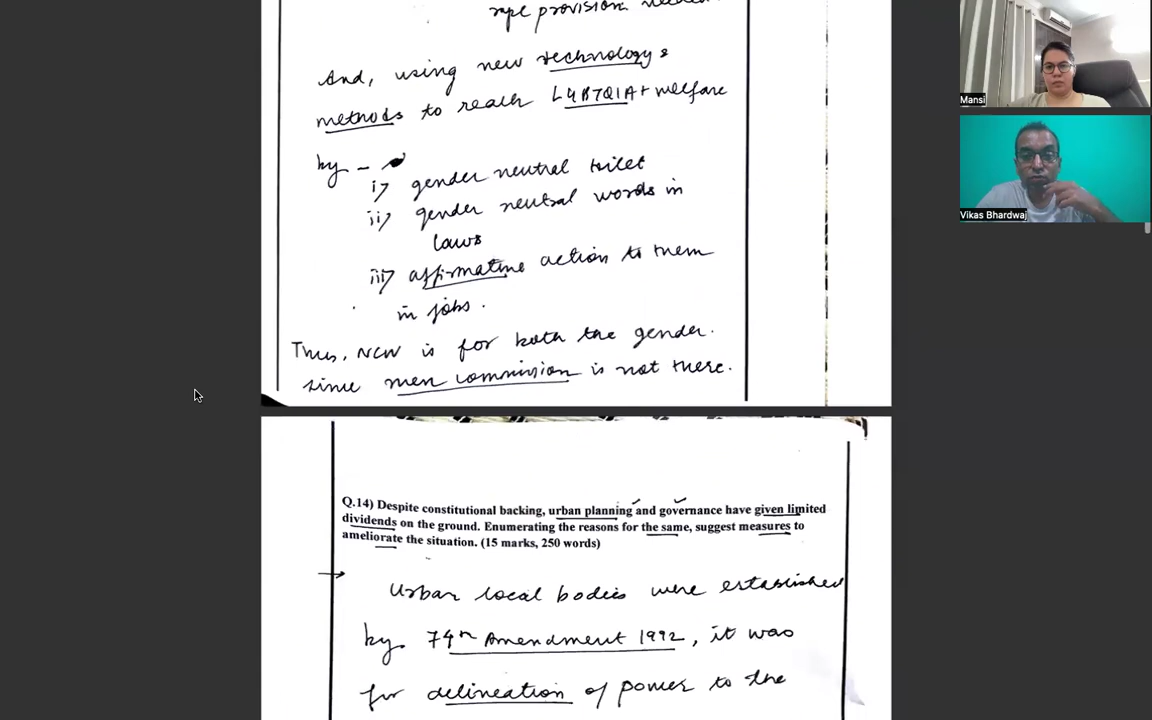 rape provision needed
And, using new technology &
methods to reach LGBTQIA+ welfare
by -
i) gender neutral toilet
ii) gender neutral words in
laws
iii) affirmative action to them
in jobs.
Thus, NCW is for both the gender.
since men commission is not there.
Q.14) Despite constitutional backing, urban planning and governance have given limited
dividends on the ground. Enumerating the reasons for the same, suggest measures to
ameliorate the situation. (15 marks, 250 words)
Urban local bodies were established
by 74th Amendment 1992, it was
for delineation of power to the
Mansi
Vikas Bhardwaj